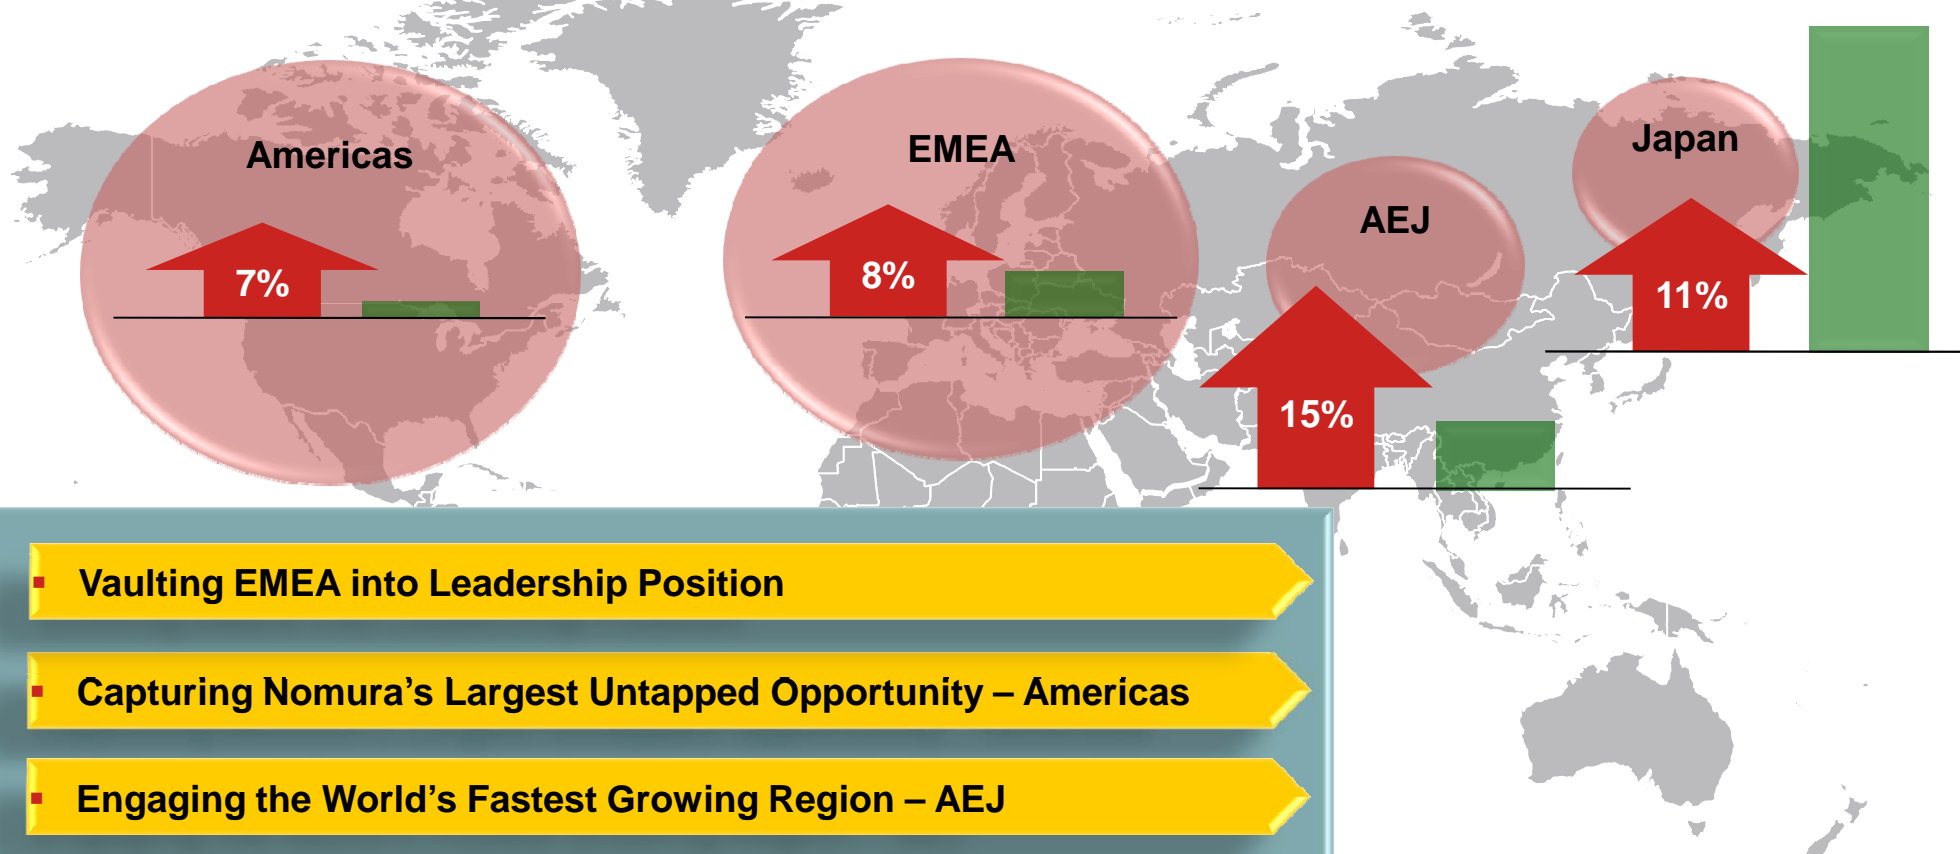 Americas
7%
EMEA
8%
AEJ
15%
Japan
11%
▪ Vaulting EMEA into Leadership Position
▪ Capturing Nomura’s Largest Untapped Opportunity – Americas
▪ Engaging the World’s Fastest Growing Region – AEJ